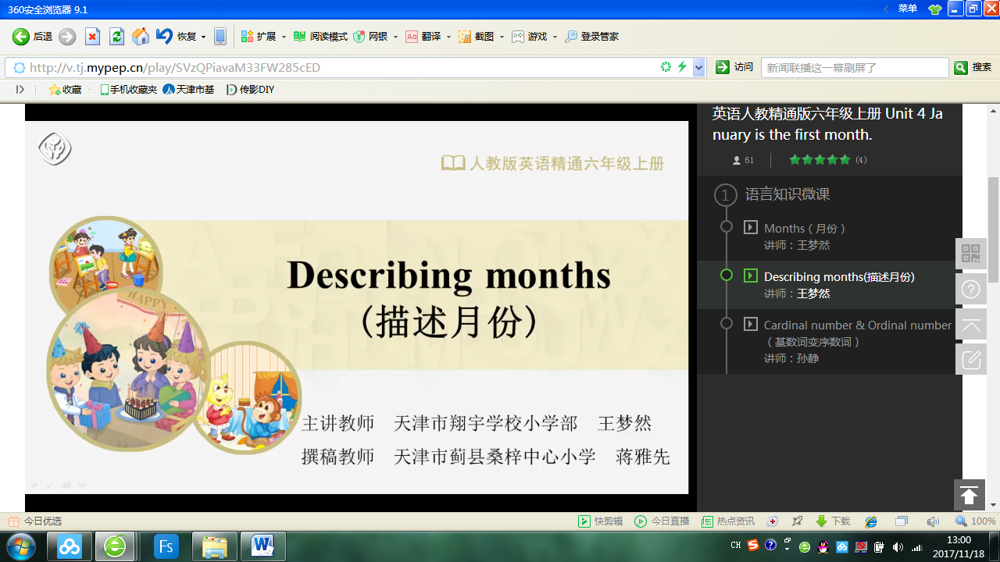 360安全浏览器 9.1
菜单
后退
恢复
扩展
阅读模式
网银
Aa
翻译
截图
游戏
登录管家
http://v.tj.mypep.cn/play/SVzQPiavaM33FW285cED
访问
新闻联播这一幕刷屏了
搜索
收藏
手机收藏夹
天津市基
传影DIY
人教版英语精通六年级上册
HAPPY
Describing months
(描述月份)
主讲教师 天津市翔宇学校小学部 王梦然
撰稿教师 天津市蓟县桑梓中心小学 蒋雅先
英语人教精通版六年级上册 Unit 4 Ja
nuary is the first month.
61
(4)
1 语言知识微课
Months ( 月份 )
讲师：王梦然
Describing months(描述月份)
讲师：王梦然
Cardinal number & Ordinal number
( 基数词变序数词 )
讲师：孙静
今日优选
快剪辑
今日直播
热点资讯
下载
100%
Fs
W
CH
13:00
2017/11/18